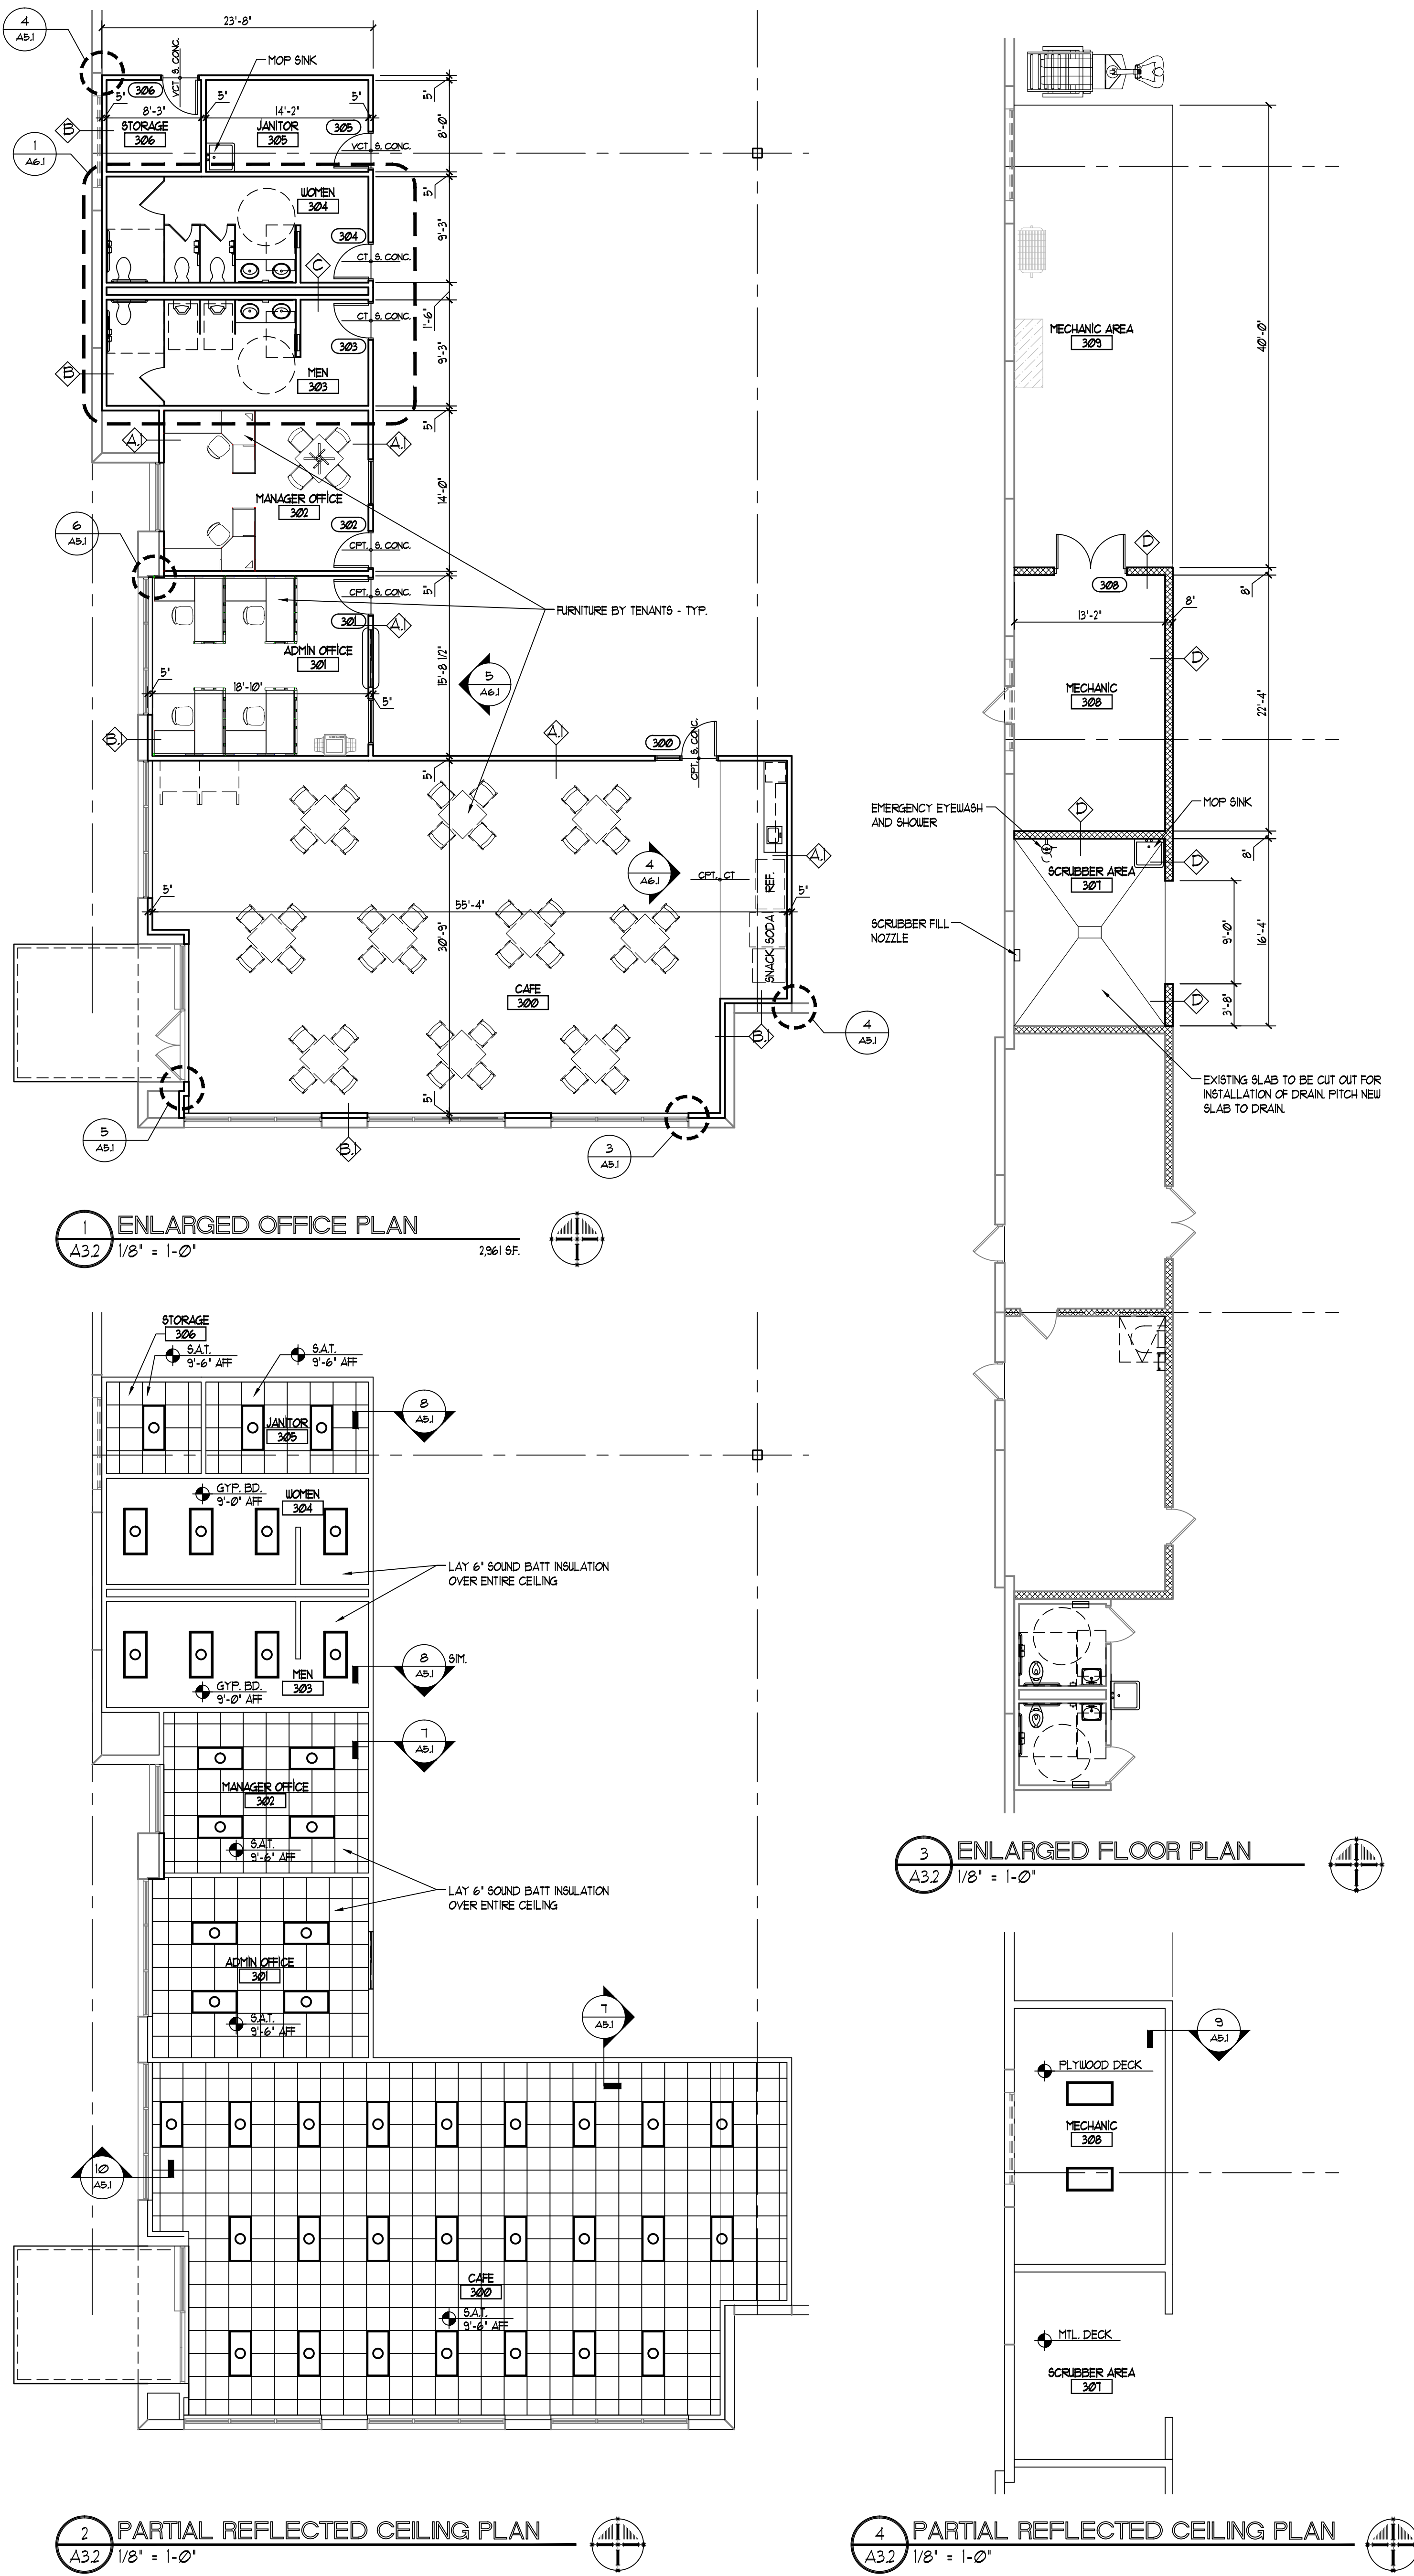 4
A5.1
23'-8"
VCT S. CONC.
MOP SINK
306
5"
5"
5"
8'-3"
14'-2"
5"
8'-0"
B
STORAGE
306
JANITOR
305
305
1
A6.1
VCT S. CONC.
WOMEN
304
5"
304
9'-3"
C
CT S. CONC.
CT S. CONC.
11'-6"
303
9'-3"
B
MEN
303
5"
A.1
A.1
MANAGER OFFICE
302
14'-0"
6
A5.1
302
CPT. S. CONC.
CPT. S. CONC.
5"
FURNITURE BY TENANTS - TYP.
301
A.1
ADMIN OFFICE
301
15'-8 1/2"
5"
18'-10"
5"
5
A6.1
B.1
A.1
300
CPT. S. CONC.
5"
4
A6.1
CPT. CT
A.1
REF.
5"
55'-4"
5"
30'-9"
SODA
SNACK
CAFE
300
B.1
4
A5.1
5"
5
A5.1
B.1
3
A5.1
1
A3.2
ENLARGED OFFICE PLAN
1/8" = 1'-0"
2,961 S.F.
MECHANIC AREA
309
40'-0"
D
308
8"
13'-2"
8"
D
MECHANIC
308
22'-4"
EMERGENCY EYEWASH
AND SHOWER
D
MOP SINK
SCRUBBER AREA
307
D
8"
SCRUBBER FILL
NOZZLE
9'-0"
16'-4"
D
3'-8"
EXISTING SLAB TO BE CUT OUT FOR
INSTALLATION OF DRAIN. PITCH NEW
SLAB TO DRAIN.
3
A3.2
ENLARGED FLOOR PLAN
1/8" = 1'-0"
STORAGE
306
S.A.T.
9'-6" AFF
S.A.T.
9'-6" AFF
JANITOR
305
8
A5.1
GYP. BD.
9'-0" AFF
WOMEN
304
LAY 6" SOUND BATT INSULATION
OVER ENTIRE CEILING
8
A5.1
SIM.
MEN
303
GYP. BD.
9'-0" AFF
7
A5.1
MANAGER OFFICE
302
S.A.T.
9'-6" AFF
LAY 6" SOUND BATT INSULATION
OVER ENTIRE CEILING
ADMIN OFFICE
301
S.A.T.
9'-6" AFF
7
A5.1
10
A5.1
CAFE
300
S.A.T.
9'-6" AFF
2
A3.2
PARTIAL REFLECTED CEILING PLAN
1/8" = 1'-0"
9
A5.1
PLYWOOD DECK
MECHANIC
308
MTL. DECK
SCRUBBER AREA
307
4
A3.2
PARTIAL REFLECTED CEILING PLAN
1/8" = 1'-0"